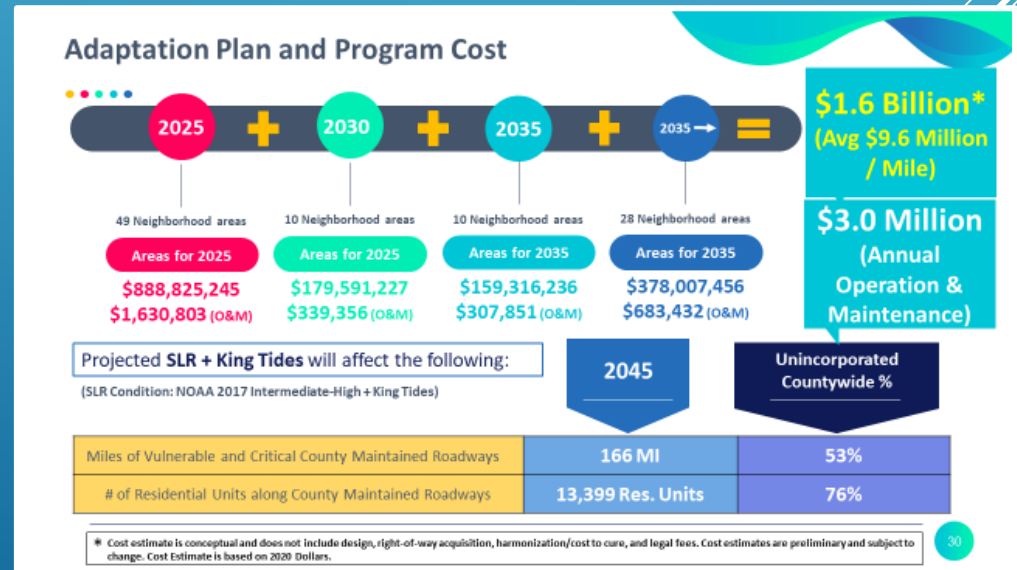 Adaptation Plan and Program Cost
2025
2030
2035
2035
49 Neighborhood areas
10 Neighborhood areas
10 Neighborhood areas
28 Neighborhood areas
Areas for 2025
Areas for 2025
Areas for 2035
Areas for 2035
$888,825,245
$1,630,803 (O&M)
$179,591,227
$339,356 (O&M)
$159,316,236
$307,851 (O&M)
$378,007,456
$683,432 (O&M)
$1.6 Billion*
(Avg $9.6 Million
/ Mile)
$3.0 Million
(Annual
Operation &
Maintenance)
Projected SLR + King Tides will affect the following:
(SLR Condition: NOAA 2017 Intermediate-High + King Tides)
2045
Unincorporated
Countywide %
Miles of Vulnerable and Critical County Maintained Roadways
166 MI
53%
# of Residential Units along County Maintained Roadways
13,399 Res. Units
76%
* Cost estimate is conceptual and does not include design, right-of-way acquisition, harmonization/cost to cure, and legal fees. Cost estimates are preliminary and subject to
change. Cost Estimate is based on 2020 Dollars.
30